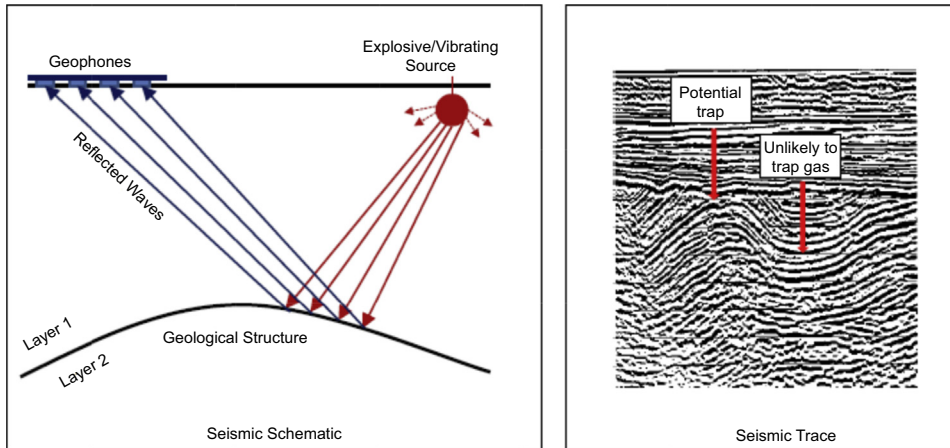 Geophones
Explosive/Vibrating
Source
Reflected Waves
Layer 1
Layer 2
Geological Structure
Seismic Schematic
Potential
trap
Unlikely to
trap gas
Seismic Trace